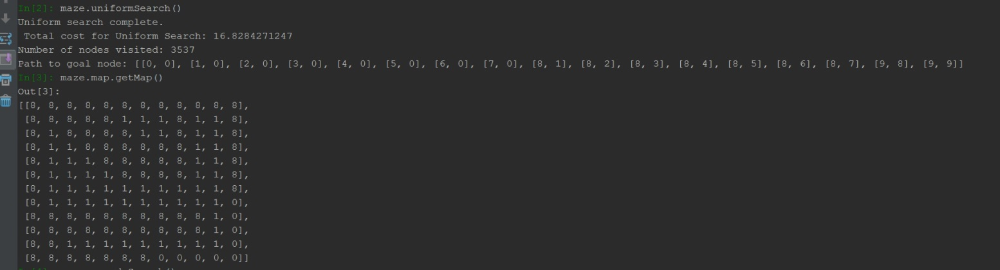 In[2]: maze.uniformSearch()
Uniform search complete.
 Total cost for Uniform Search: 16.8284271247
Number of nodes visited: 3537
Path to goal node: [[0, 0], [1, 0], [2, 0], [3, 0], [4, 0], [5, 0], [6, 0], [7, 0], [8, 1], [8, 2], [8, 3], [8, 4], [8, 5], [8, 6], [8, 7], [9, 8], [9, 9]]
In[3]: maze.map.getMap()
Out[3]:
[[8, 8, 8, 8, 8, 8, 8, 8, 8, 8, 8, 8],
 [8, 8, 8, 8, 8, 1, 1, 1, 8, 1, 1, 8],
 [8, 1, 8, 8, 8, 8, 1, 1, 8, 1, 1, 8],
 [8, 1, 1, 8, 8, 8, 8, 8, 8, 1, 1, 8],
 [8, 1, 1, 1, 8, 8, 8, 8, 8, 1, 1, 8],
 [8, 1, 1, 1, 1, 8, 8, 8, 8, 1, 1, 8],
 [8, 1, 1, 1, 1, 1, 1, 1, 1, 1, 1, 8],
 [8, 1, 1, 1, 1, 1, 1, 1, 1, 1, 1, 0],
 [8, 8, 8, 8, 8, 8, 8, 8, 8, 8, 1, 0],
 [8, 8, 8, 8, 8, 8, 8, 8, 8, 8, 1, 0],
 [8, 8, 1, 1, 1, 1, 1, 1, 1, 1, 1, 0],
 [8, 8, 8, 8, 8, 8, 8, 0, 0, 0, 0, 0]]